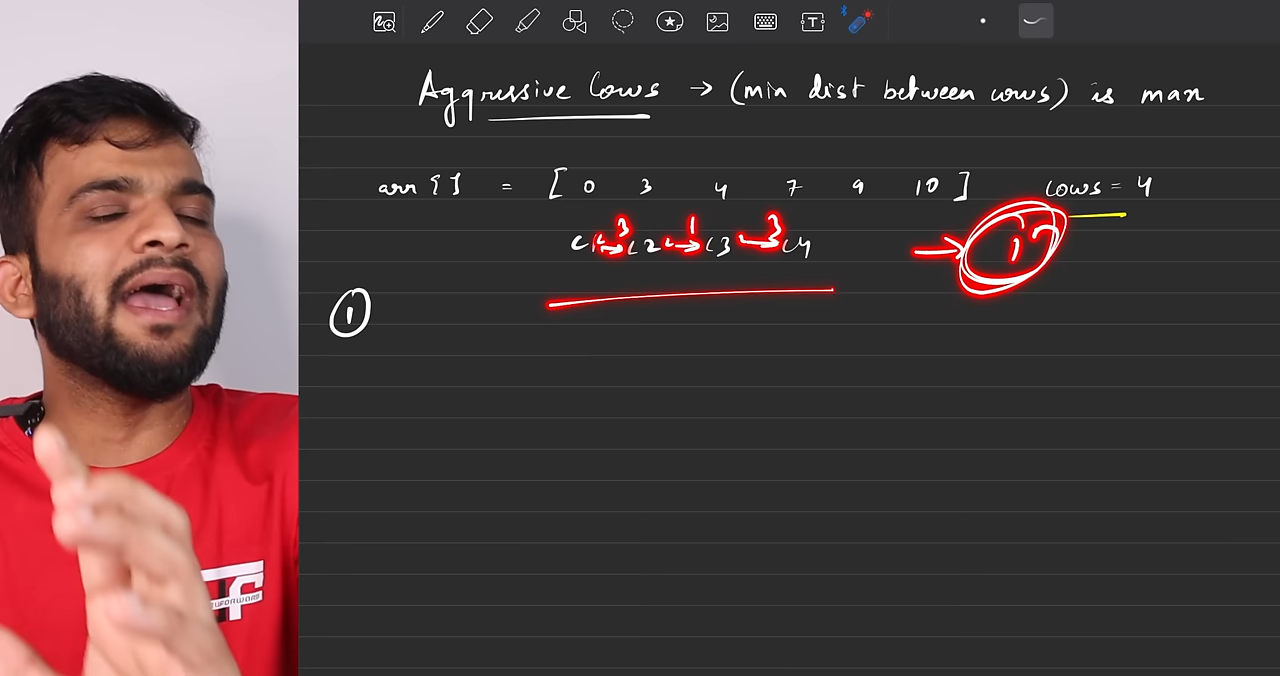 Aggressive Cows → (min dist between cows) is max
arr [] = [ 0 3 4 7 9 10 ] cows = 4
3 1 3
C1 C2 C3 C4 → 1
1